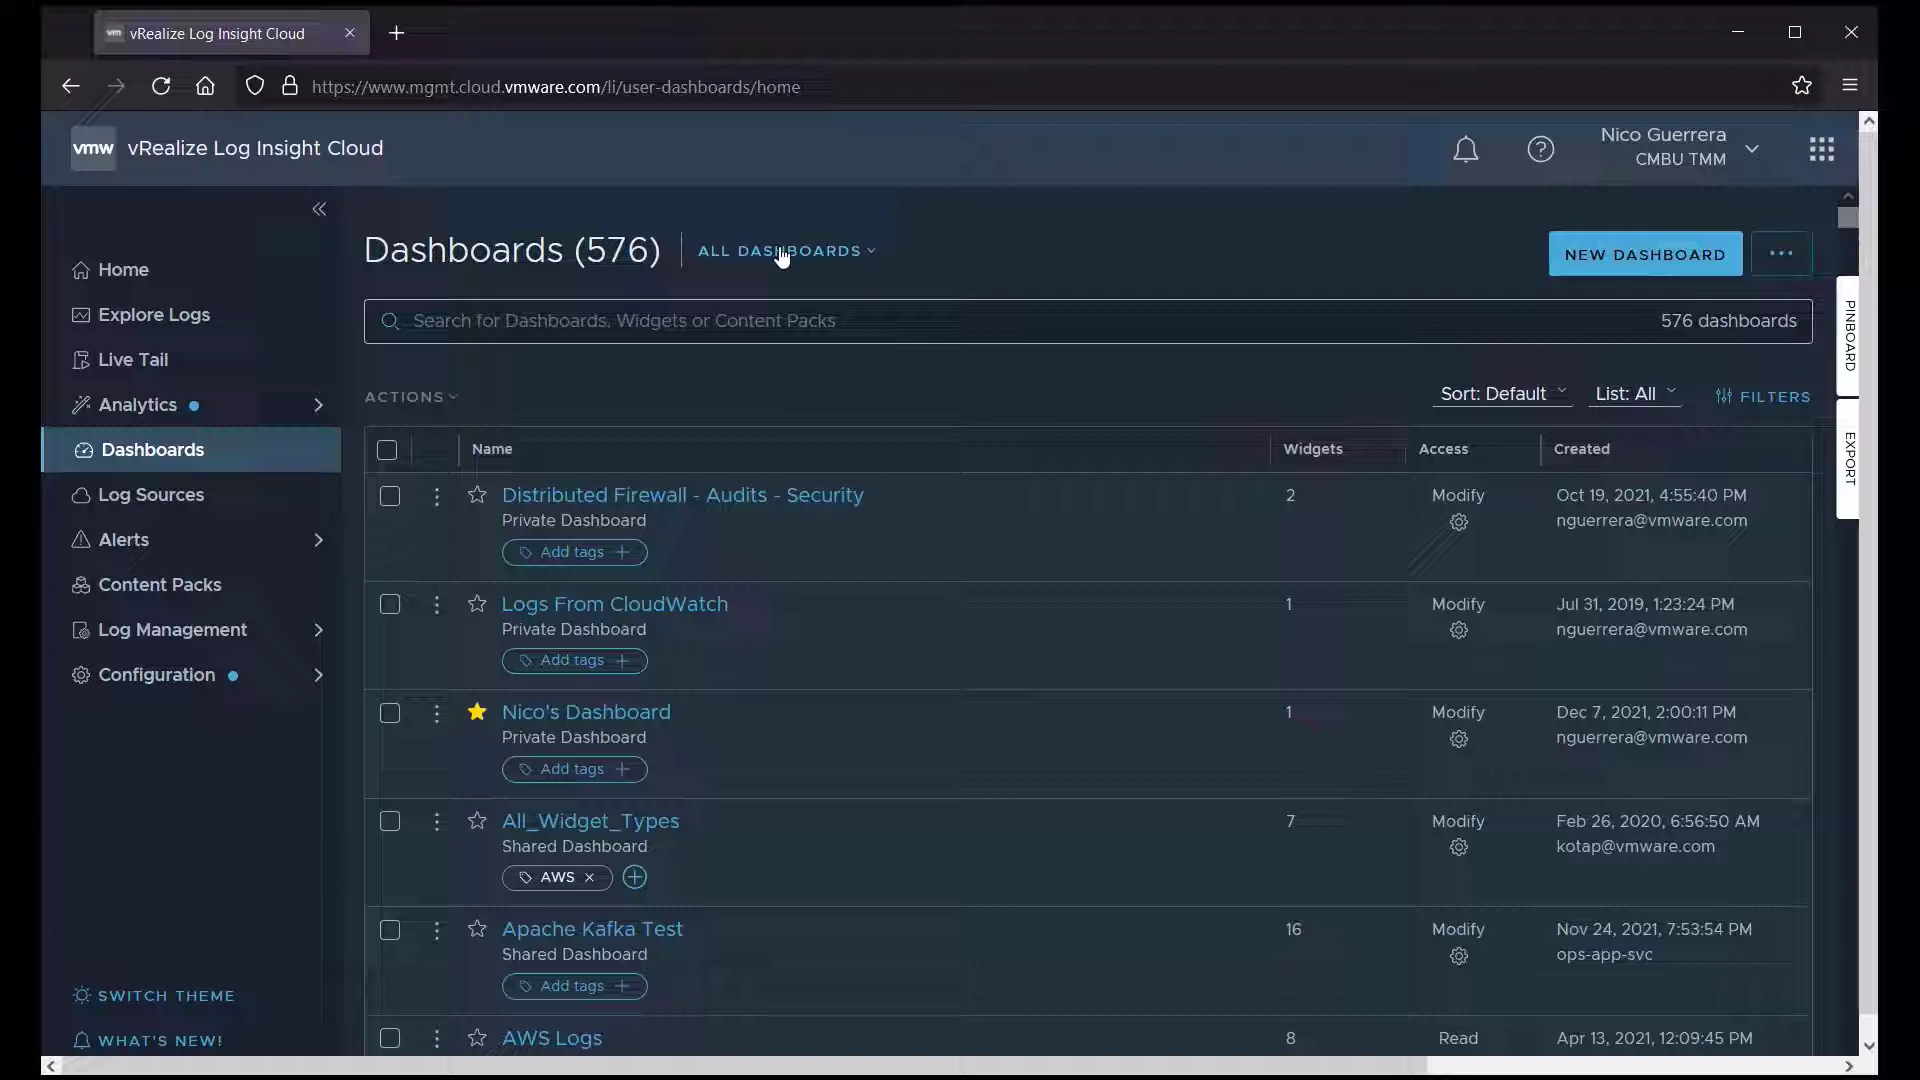 vm vRealize Log Insight Cloud
https://www.mgmt.cloud.vmware.com/li/user-dashboards/home
vmw vRealize Log Insight Cloud
Nico Guerrera
CMBU TMM
Home
Explore Logs
Live Tail
Analytics
Dashboards
Log Sources
Alerts
Content Packs
Log Management
Configuration
SWITCH THEME
WHAT'S NEW!
Dashboards (576) ALL DASHBOARDS
NEW DASHBOARD
Search for Dashboards, Widgets or Content Packs 576 dashboards
ACTIONS Sort: Default List: All FILTERS
Name Widgets Access Created
Distributed Firewall - Audits - Security 2 Modify Oct 19, 2021, 4:55:40 PM
Private Dashboard nguerrera@vmware.com
Add tags
Logs From CloudWatch 1 Modify Jul 31, 2019, 1:23:24 PM
Private Dashboard nguerrera@vmware.com
Add tags
Nico's Dashboard 1 Modify Dec 7, 2021, 2:00:11 PM
Private Dashboard nguerrera@vmware.com
Add tags
All_Widget_Types 7 Modify Feb 26, 2020, 6:56:50 AM
Shared Dashboard kotap@vmware.com
AWS
Apache Kafka Test 16 Modify Nov 24, 2021, 7:53:54 PM
Shared Dashboard ops-app-svc
Add tags
AWS Logs 8 Read Apr 13, 2021, 12:09:45 PM
PINBOARD
EXPORT